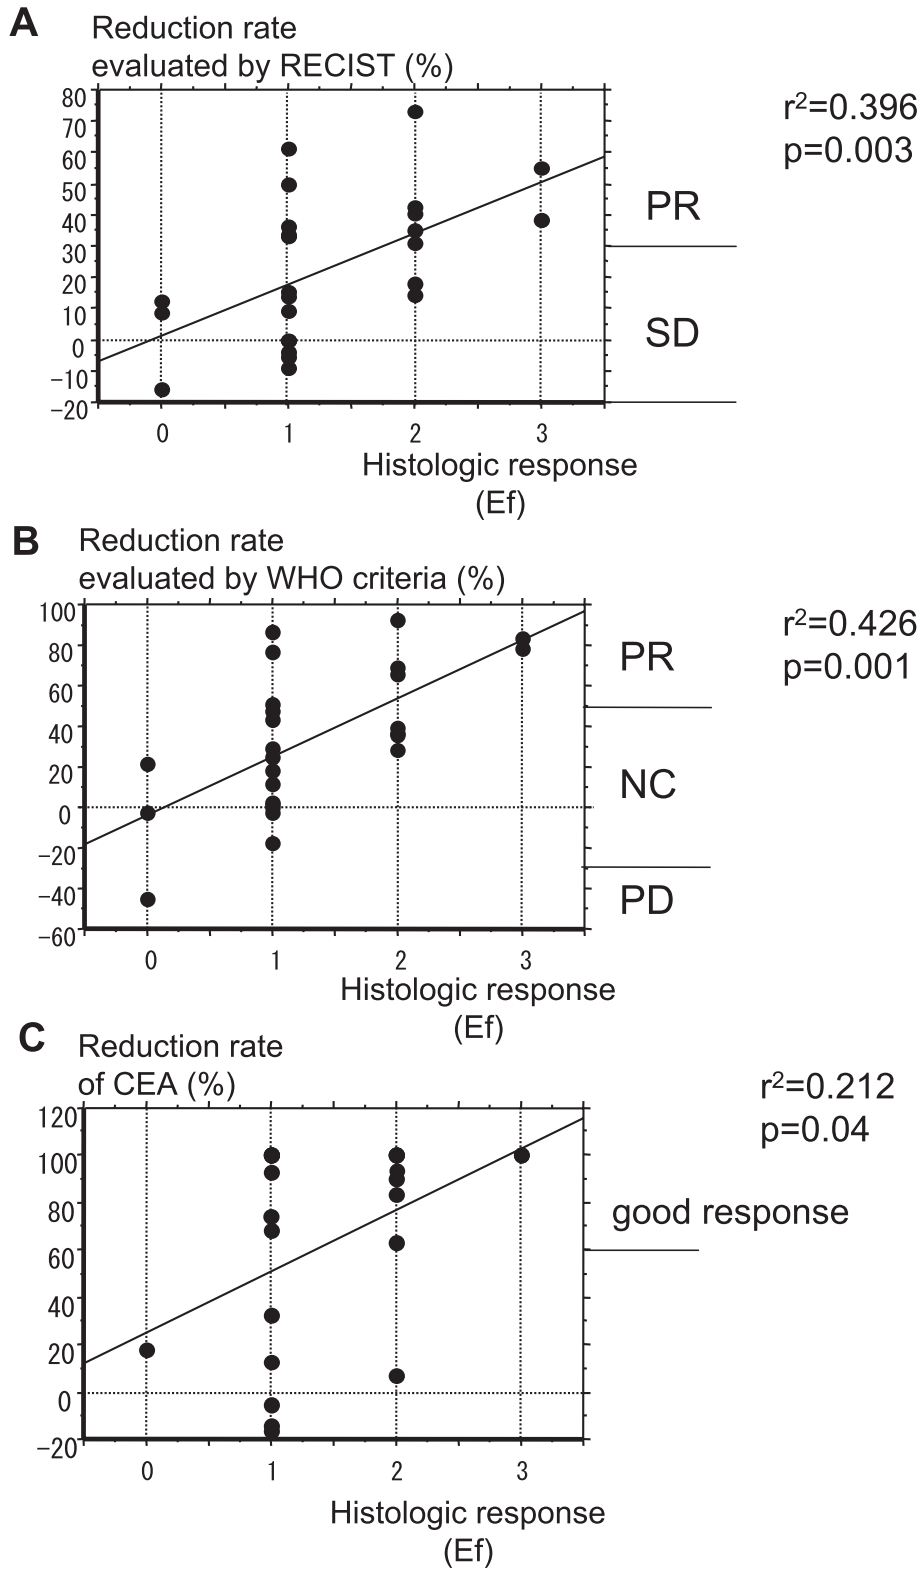 A
Reduction rate
evaluated by RECIST (%)
80
70
60
50
40
30
20
10
0
−10
−20
0 1 2 3
Histologic response
(Ef)
r²=0.396
p=0.003
PR
SD
B
Reduction rate
evaluated by WHO criteria (%)
100
80
60
40
20
0
−20
−40
−60
0 1 2 3
Histologic response
(Ef)
r²=0.426
p=0.001
PR
NC
PD
C
Reduction rate
of CEA (%)
120
100
80
60
40
20
0
−20
0 1 2 3
Histologic response
(Ef)
r²=0.212
p=0.04
good response